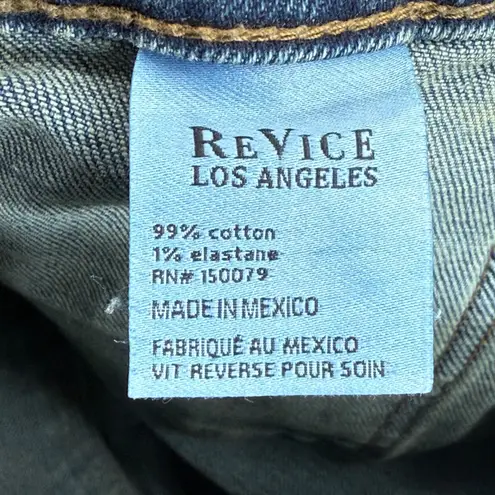 REVICE
LOS ANGELES
99% cotton
1% elastane
RN# 150079
MADE IN MEXICO
FABRIQUÉ AU MEXICO
VIT REVERSE POUR SOIN